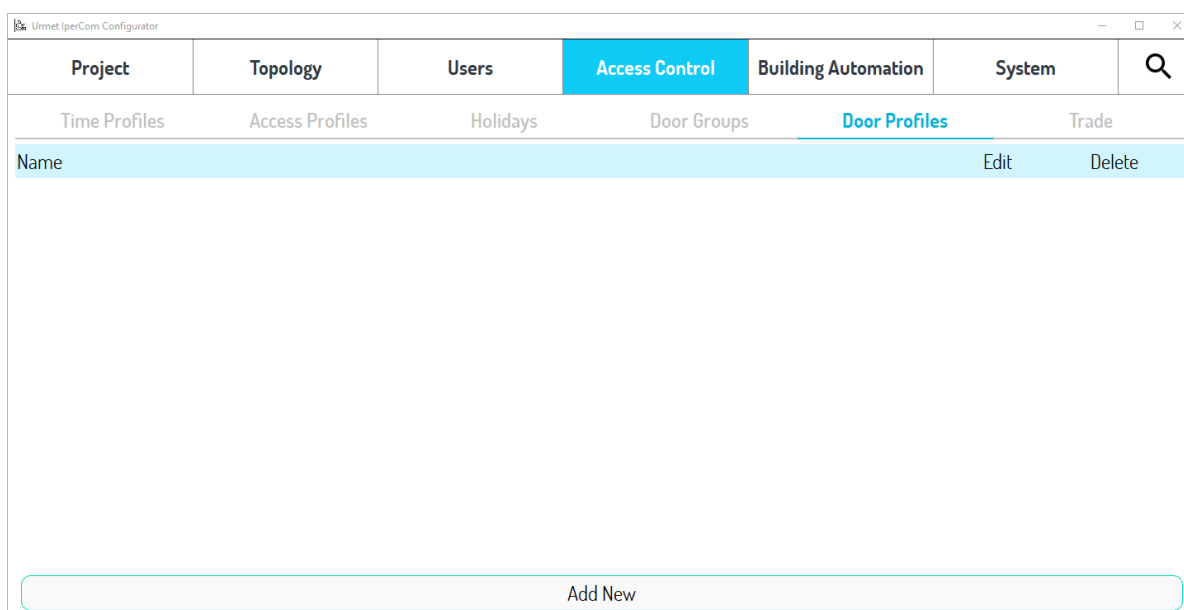 Urmet IperCom Configurator
Project Topology Users Access Control Building Automation System
Time Profiles Access Profiles Holidays Door Groups Door Profiles Trade
Name Edit Delete
Add New